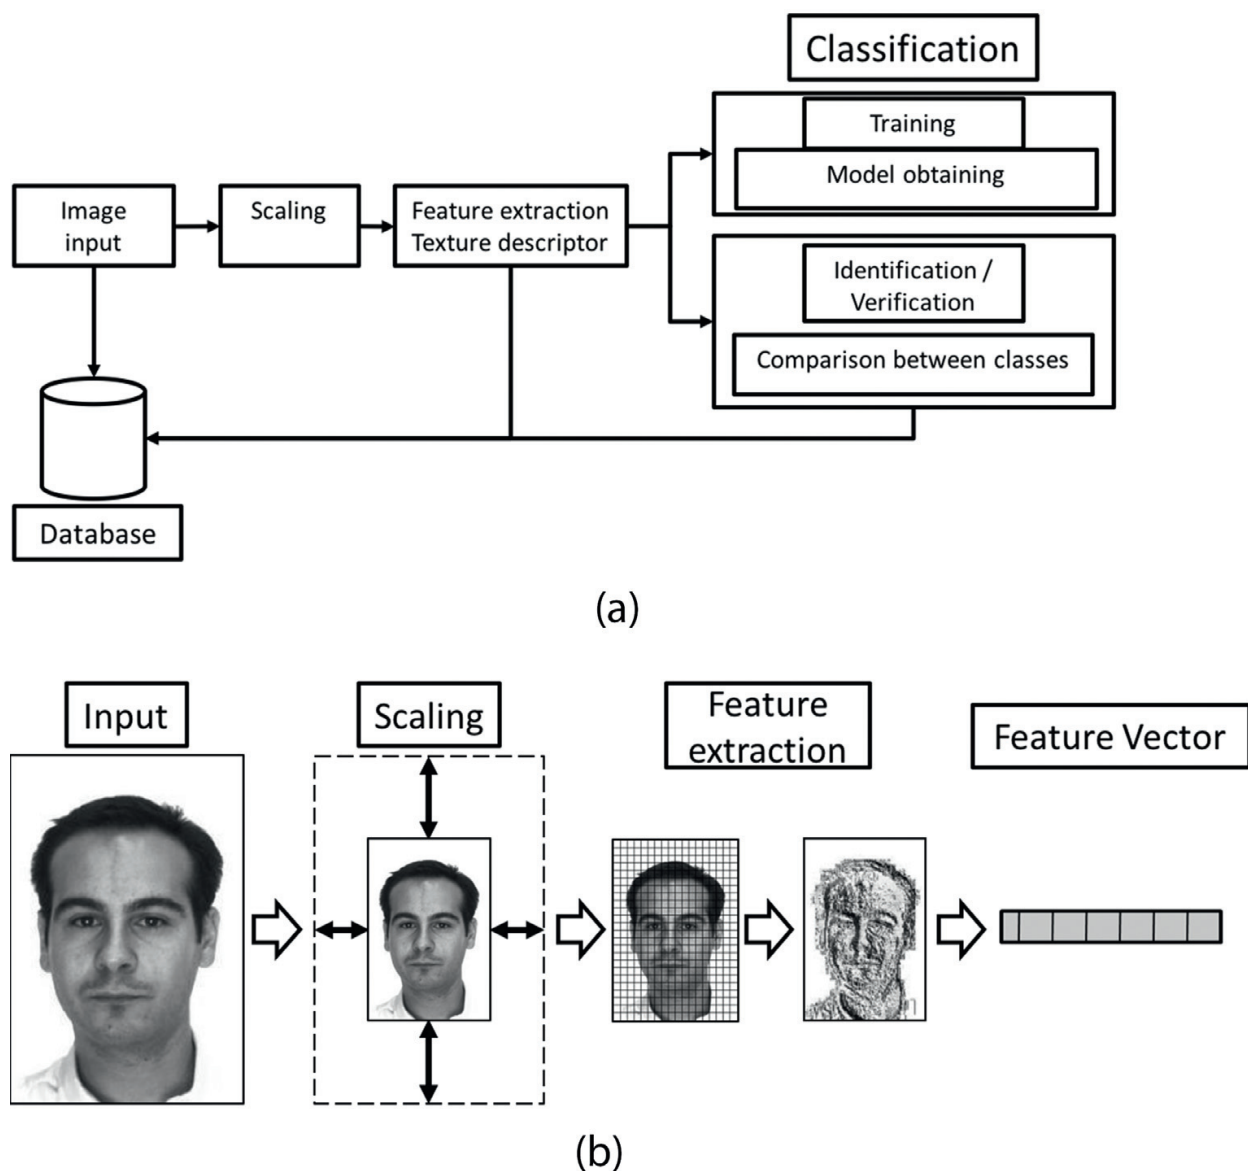 Classification
Training
Model obtaining
Image
input
Scaling
Feature extraction
Texture descriptor
Identification /
Verification
Comparison between classes
Database
(a)
Input
Scaling
Feature
extraction
Feature Vector
(b)